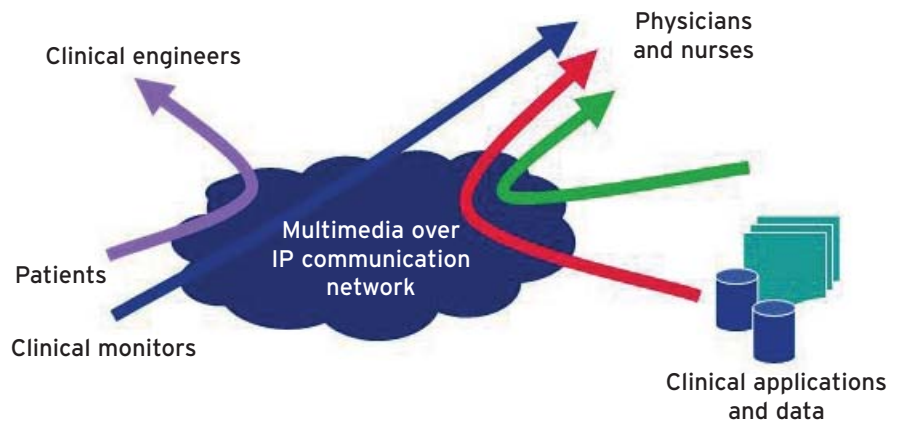 Clinical engineers
Physicians
and nurses
Multimedia over
IP communication
network
Patients
Clinical monitors
Clinical applications
and data